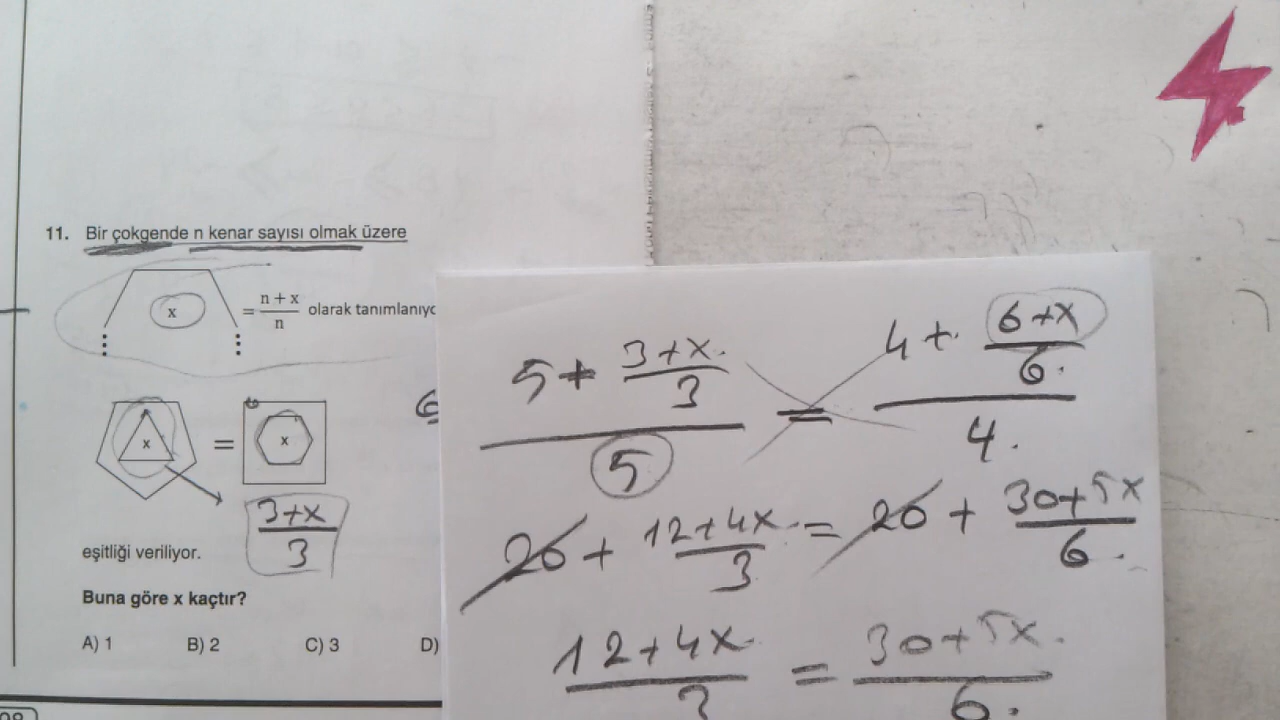 11. Bir çokgende n kenar sayısı olmak üzere
x = n + x / n olarak tanımlanıyo
x = x
3+x / 3
eşitliği veriliyor.
Buna göre x kaçtır?
A) 1 B) 2 C) 3 D)
5 + 3+x / 3 / 5 = 4 + 6+x / 6 / 4
20 + 12+4x / 3 = 20 + 30+5x / 6
12+4x / 3 = 30+5x / 6